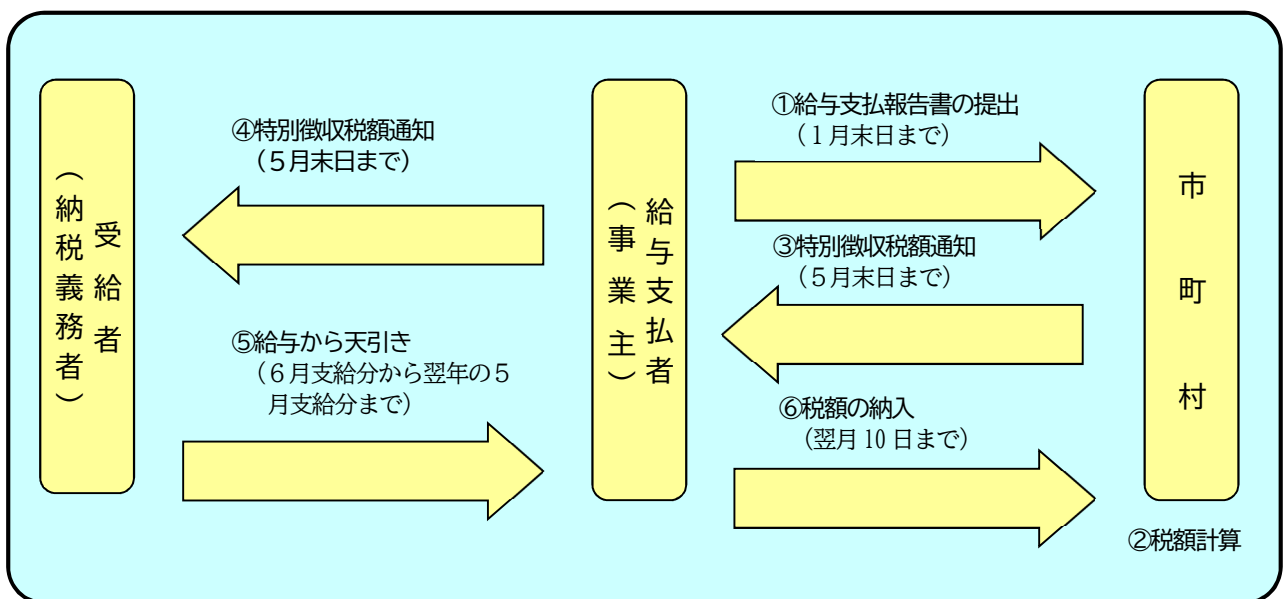 受給者
（納税義務者）
④特別徴収税額通知
（５月末日まで）
⑤給与から天引き
（６月支給分から翌年の５
月支給分まで）
給与支払者
（事業主）
①給与支払報告書の提出
（１月末日まで）
③特別徴収税額通知
（５月末日まで）
⑥税額の納入
（翌月 10 日まで）
市町村
②税額計算